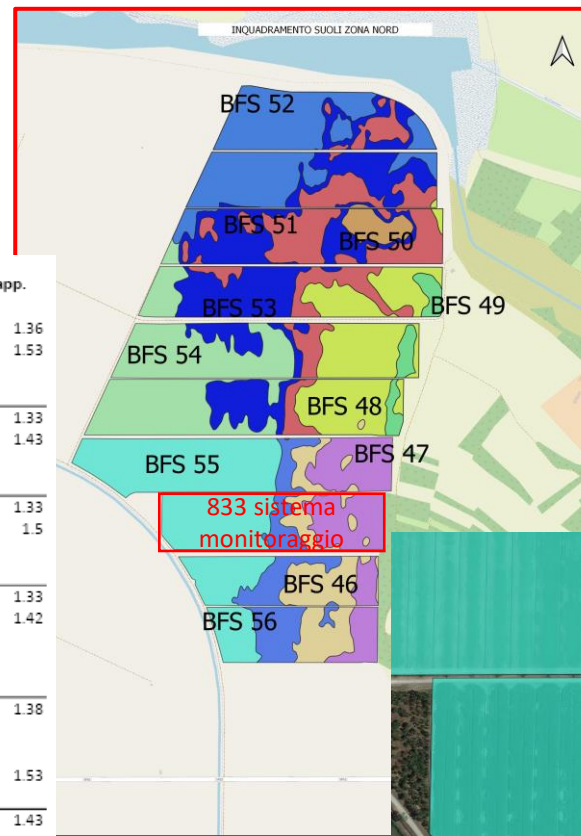 INQUADRAMENTO SUOLI ZONA NORD
BFS 52
BFS 51
BFS 50
BFS 49
BFS 53
BFS 54
BFS 48
BFS 55
BFS 47
833 sistema
monitoraggio
BFS 46
BFS 56
app.
1.36
1.53
1.33
1.43
1.33
1.5
1.33
1.42
1.38
1.53
1.43